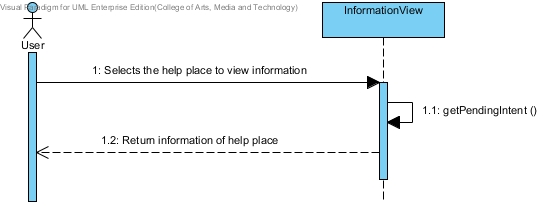 Visual Paradigm for UML Enterprise Edition(College of Arts, Media and Technology)
InformationView
User
1: Selects the help place to view information
1.1: getPendingIntent ()
1.2: Return information of help place